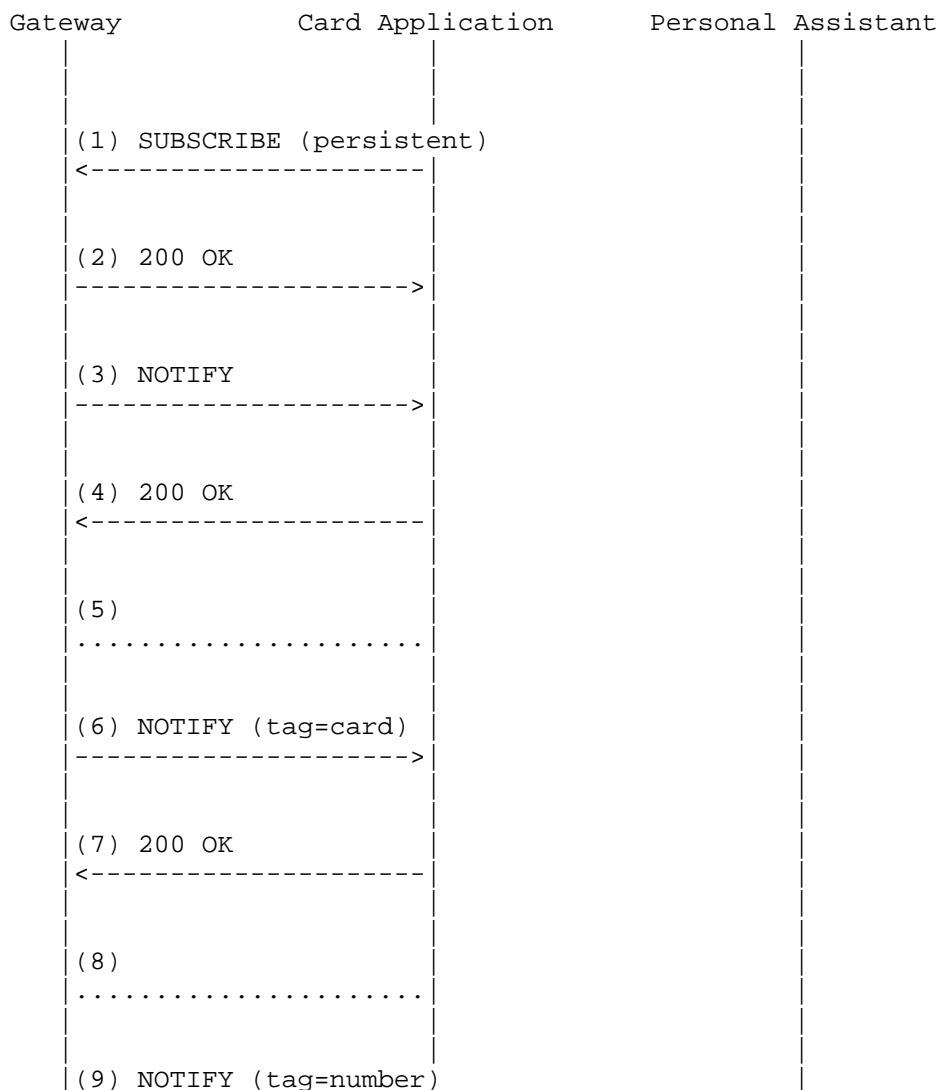 Gateway Card Application Personal Assistant
(1) SUBSCRIBE (persistent)
<---------------------
(2) 200 OK
--------------------->
(3) NOTIFY
--------------------->
(4) 200 OK
<---------------------
(5)
......................
(6) NOTIFY (tag=card)
--------------------->
(7) 200 OK
<---------------------
(8)
......................
(9) NOTIFY (tag=number)